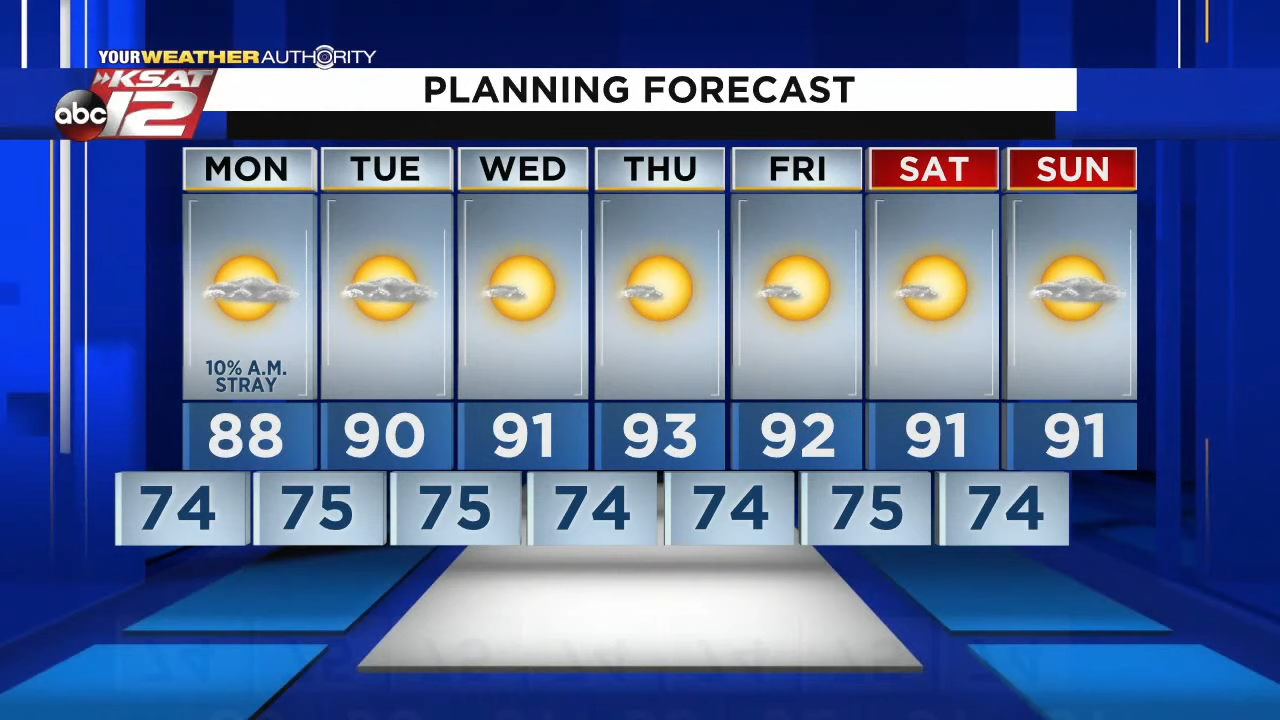 YOURWEATHERAUTHORITY
KSAT
abc 12
PLANNING FORECAST
MON TUE WED THU FRI SAT SUN
10% A.M.
STRAY
88 90 91 93 92 91 91
74 75 75 74 74 75 74